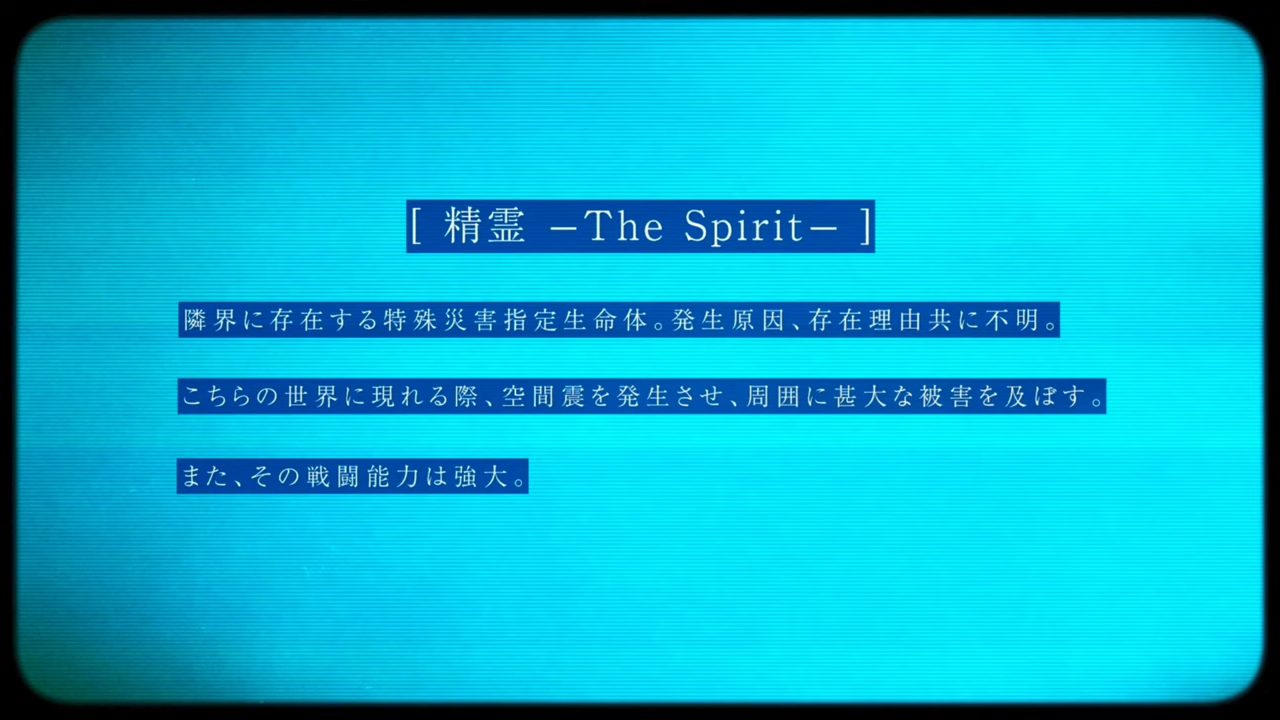 [ 精霊 −The Spirit− ]
隣界に存在する特殊災害指定生命体。発生原因、存在理由共に不明。
こちらの世界に現れる際、空間震を発生させ、周囲に甚大な被害を及ぼす。
また、その戦闘能力は強大。